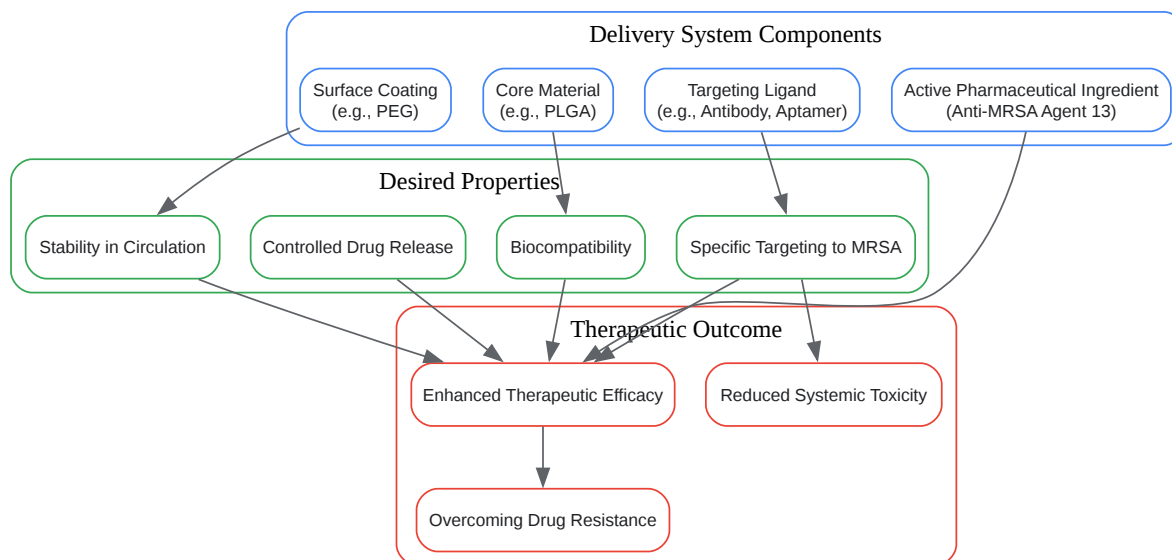 Delivery System Components
Surface Coating
(e.g., PEG)
Core Material
(e.g., PLGA)
Targeting Ligand
(e.g., Antibody, Aptamer)
Active Pharmaceutical Ingredient
(Anti-MRSA Agent 13)
Desired Properties
Stability in Circulation
Controlled Drug Release
Biocompatibility
Specific Targeting to MRSA
Therapeutic Outcome
Enhanced Therapeutic Efficacy
Reduced Systemic Toxicity
Overcoming Drug Resistance